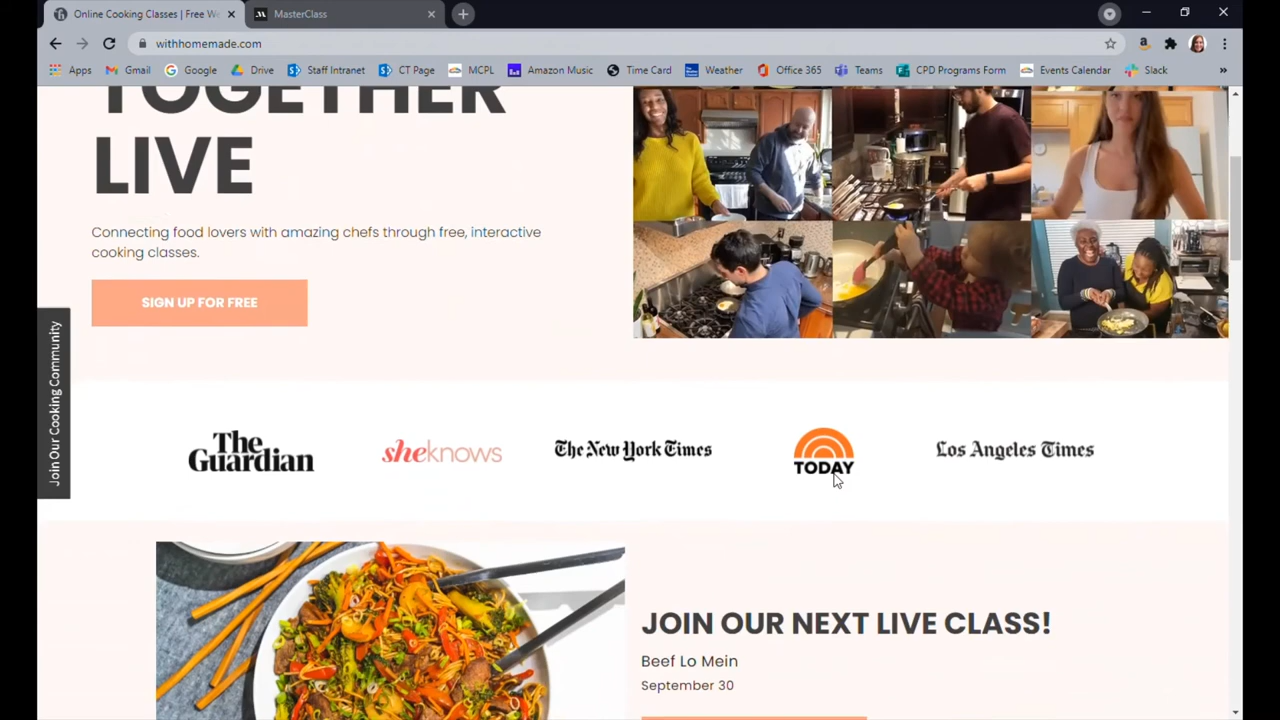 Online Cooking Classes | Free We
MasterClass
withhomemade.com
Apps
Gmail
Google
Drive
Staff Intranet
CT Page
MCPL
Amazon Music
Time Card
Weather
Office 365
Teams
CPD Programs Form
Events Calendar
Slack
»
TOGETHER
LIVE
Connecting food lovers with amazing chefs through free, interactive
cooking classes.
SIGN UP FOR FREE
Join Our Cooking Community
The
Guardian
sheknows
The New York Times
TODAY
Los Angeles Times
JOIN OUR NEXT LIVE CLASS!
Beef Lo Mein
September 30